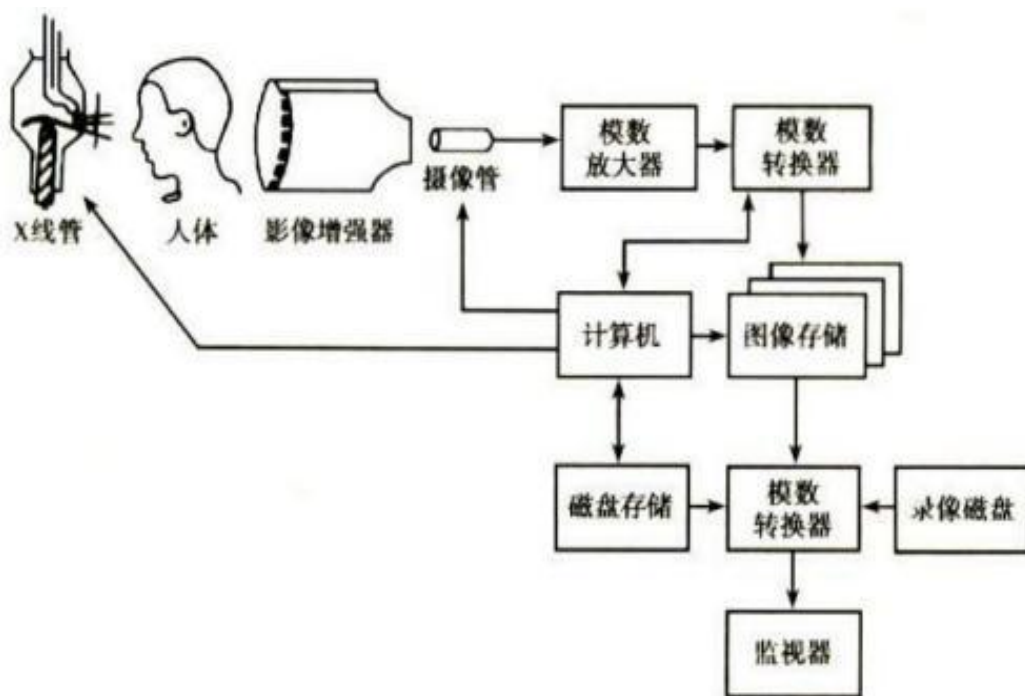 模数
放大器
模数
转换器
摄像管
X线管
人体
影像增强器
计算机
图像存储
磁盘存储
模数
转换器
录像磁盘
监视器